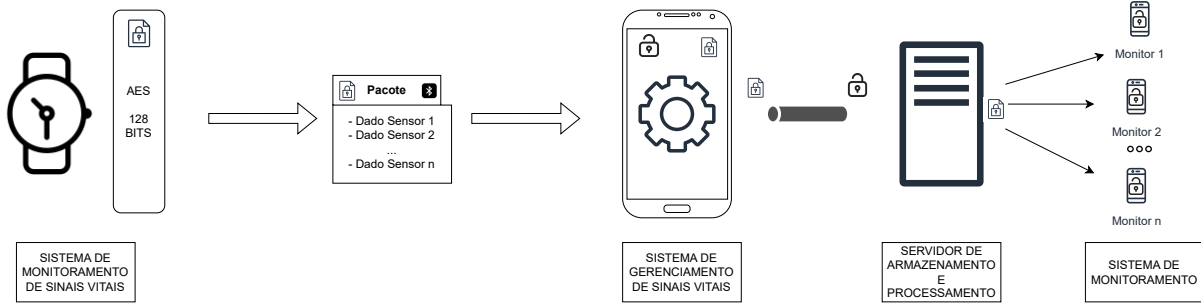 AES
128
BITS
Pacote
- Dado Sensor 1
- Dado Sensor 2
...
- Dado Sensor n
Monitor 1
Monitor 2
Monitor n
SISTEMA DE
MONITORAMENTO
DE SINAIS VITAIS
SISTEMA DE
GERENCIAMENTO
DE SINAIS VITAIS
SERVIDOR DE
ARMAZENAMENTO
E
PROCESSAMENTO
SISTEMA DE
MONITORAMENTO